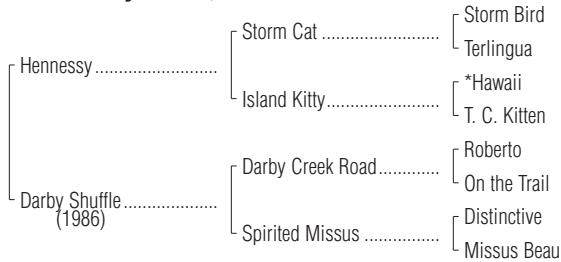 Storm Bird
Storm Cat ........................
Terlingua
Hennessy .........................
*Hawaii
Island Kitty .......................
T. C. Kitten
Roberto
Darby Creek Road .............
On the Trail
Darby Shuffle ...................
(1986)
Distinctive
Spirited Missus ................
Missus Beau